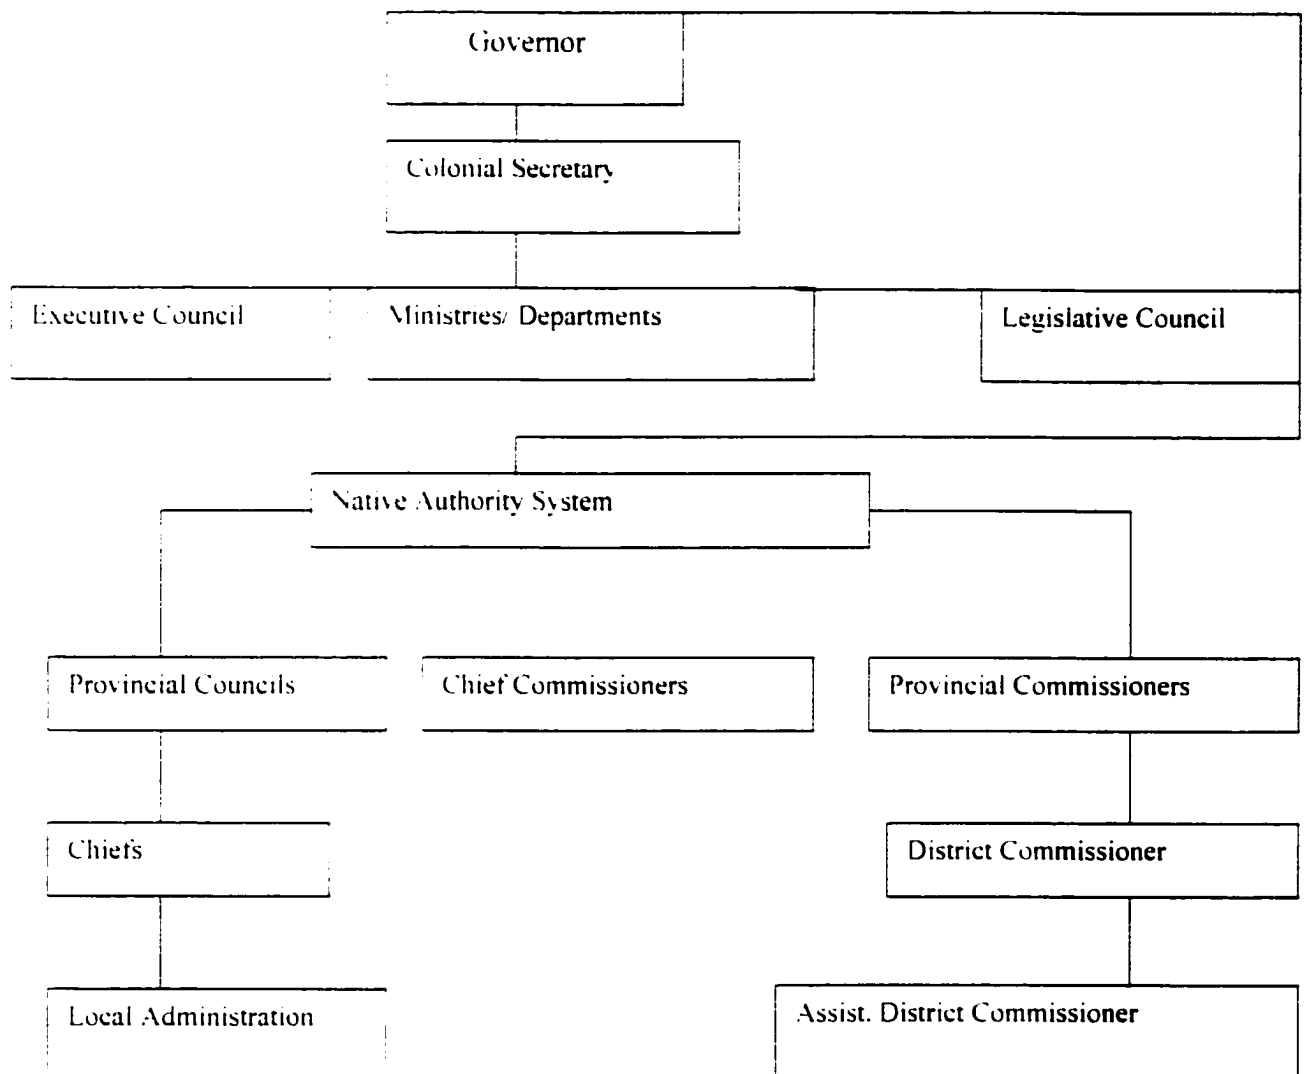 Governor
Colonial Secretary
Executive Council
Ministries/ Departments
Legislative Council
Native Authority System
Provincial Councils
Chief Commissioners
Provincial Commissioners
Chiefs
District Commissioner
Local Administration
Assist. District Commissioner